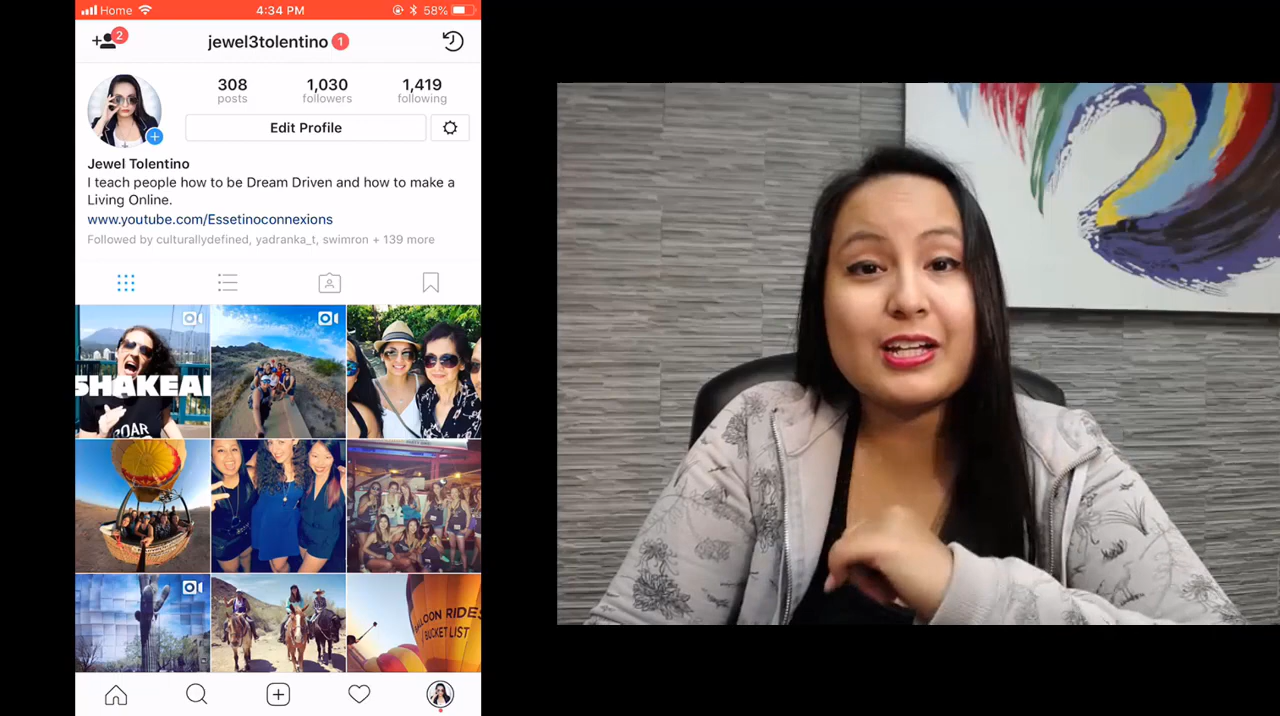 Home 4:34 PM 58%
2 jewel3tolentino 1
308 1,030 1,419
posts followers following
Edit Profile
Jewel Tolentino
I teach people how to be Dream Driven and how to make a
Living Online.
www.youtube.com/Essetinoconnexions
Followed by culturallydefined, yadranka_t, swimron + 139 more
SHAKEA
ROAR
BALLOON RIDES
BUCKET LIST